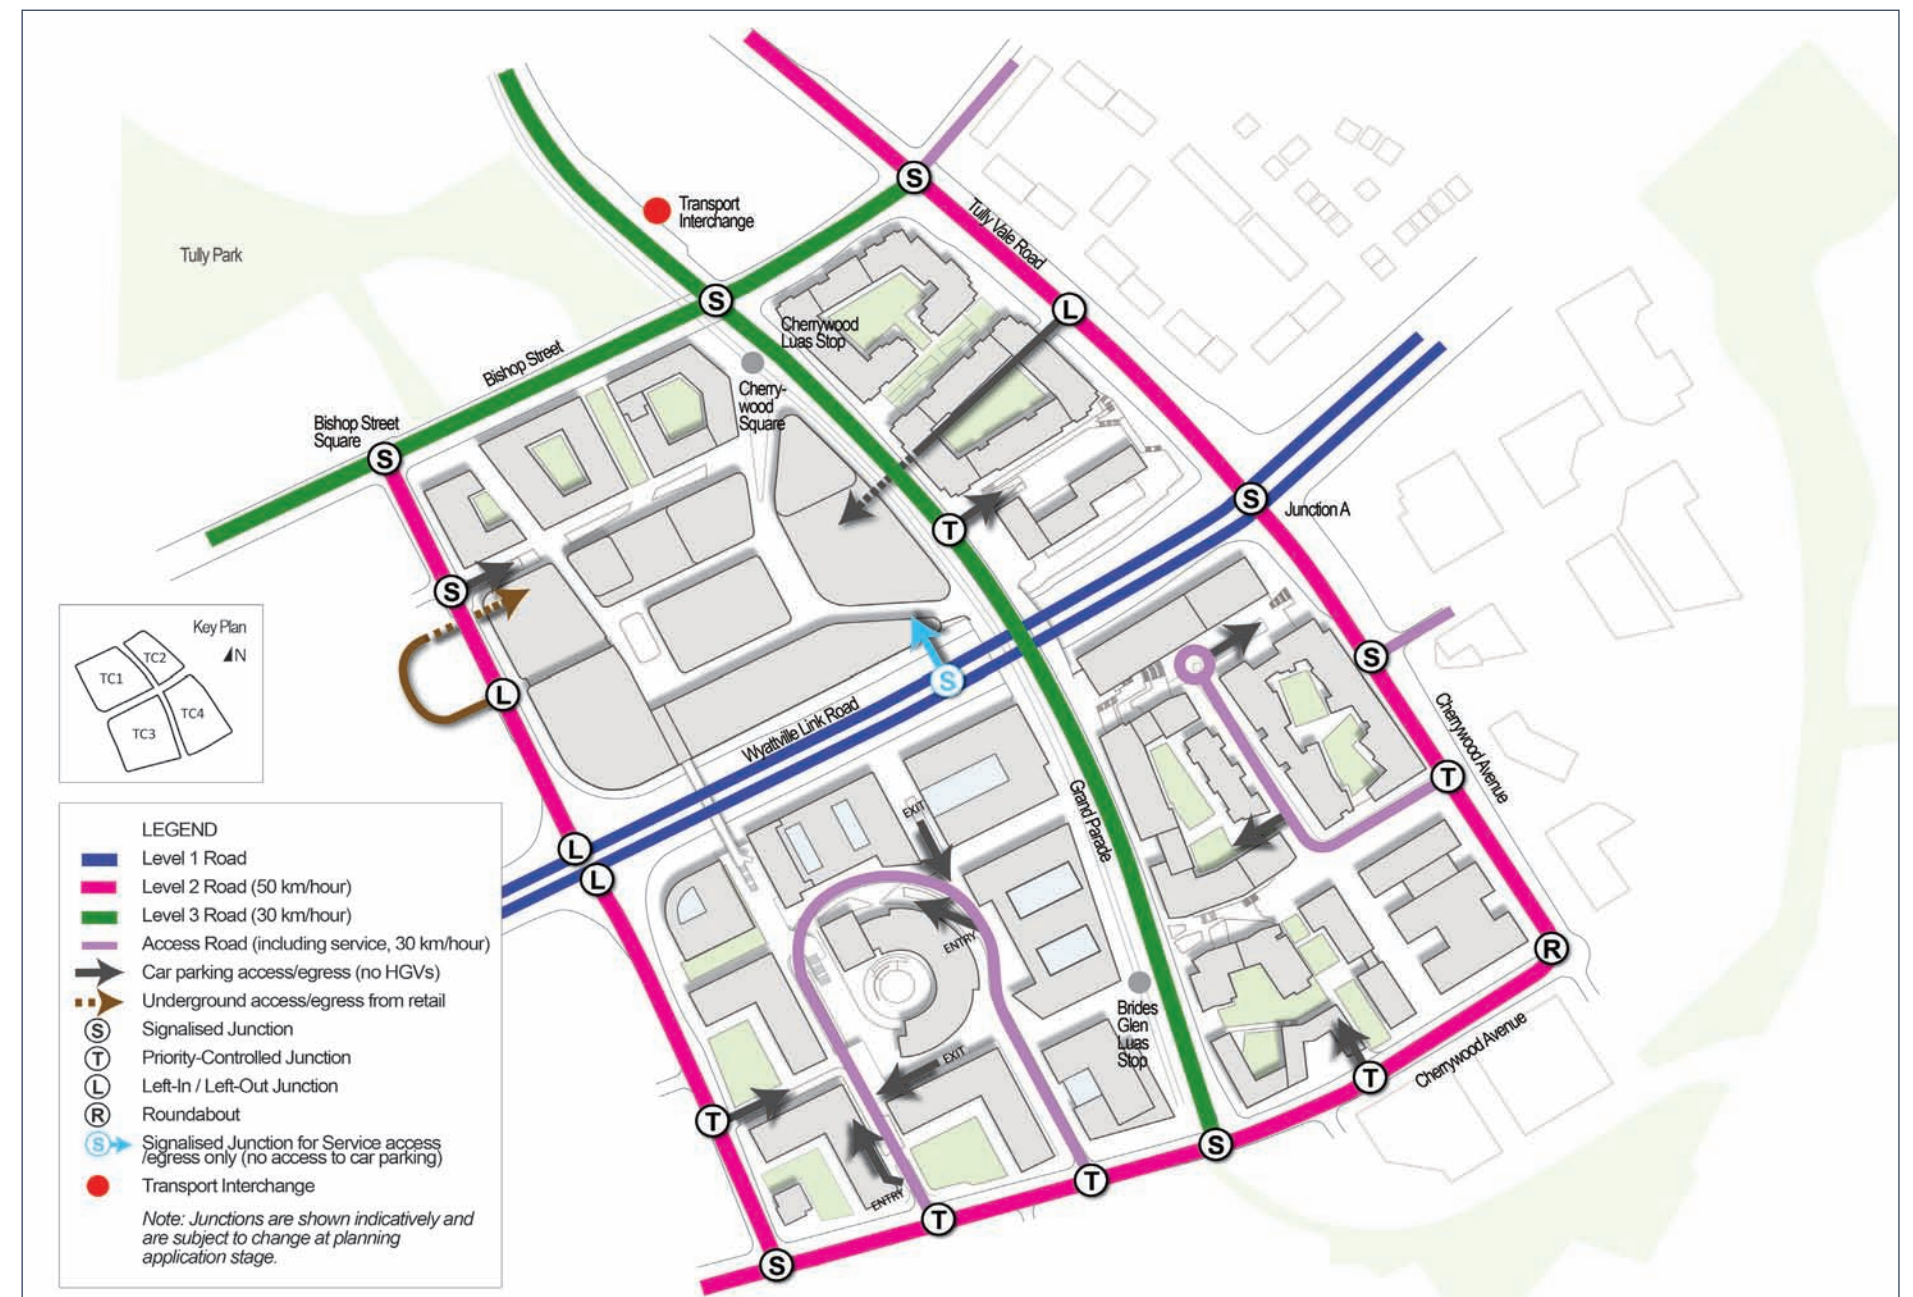 S
Transport
Interchange
Tully Vale Road
Tully Park
S
L
Cherrywood
Luas Stop
Bishop Street
Cherry-
wood
Square
Bishop Street
Square
S
S
Junction A
T
S
S
S
L
Wyattville Link Road
Cherrywood Avenue
T
Grand Parade
EXIT
L
L
ENTRY
R
Brides
Glen
Luas
Stop
EXIT
Cherrywood Avenue
T
T
S
ENTRY
T
T
S
Key Plan
N
TC1
TC2
TC3
TC4
LEGEND
Level 1 Road
Level 2 Road (50 km/hour)
Level 3 Road (30 km/hour)
Access Road (including service, 30 km/hour)
Car parking access/egress (no HGVs)
Underground access/egress from retail
S Signalised Junction
T Priority-Controlled Junction
L Left-In / Left-Out Junction
R Roundabout
S Signalised Junction for Service access
/egress only (no access to car parking)
Transport Interchange
Note: Junctions are shown indicatively and
are subject to change at planning
application stage.